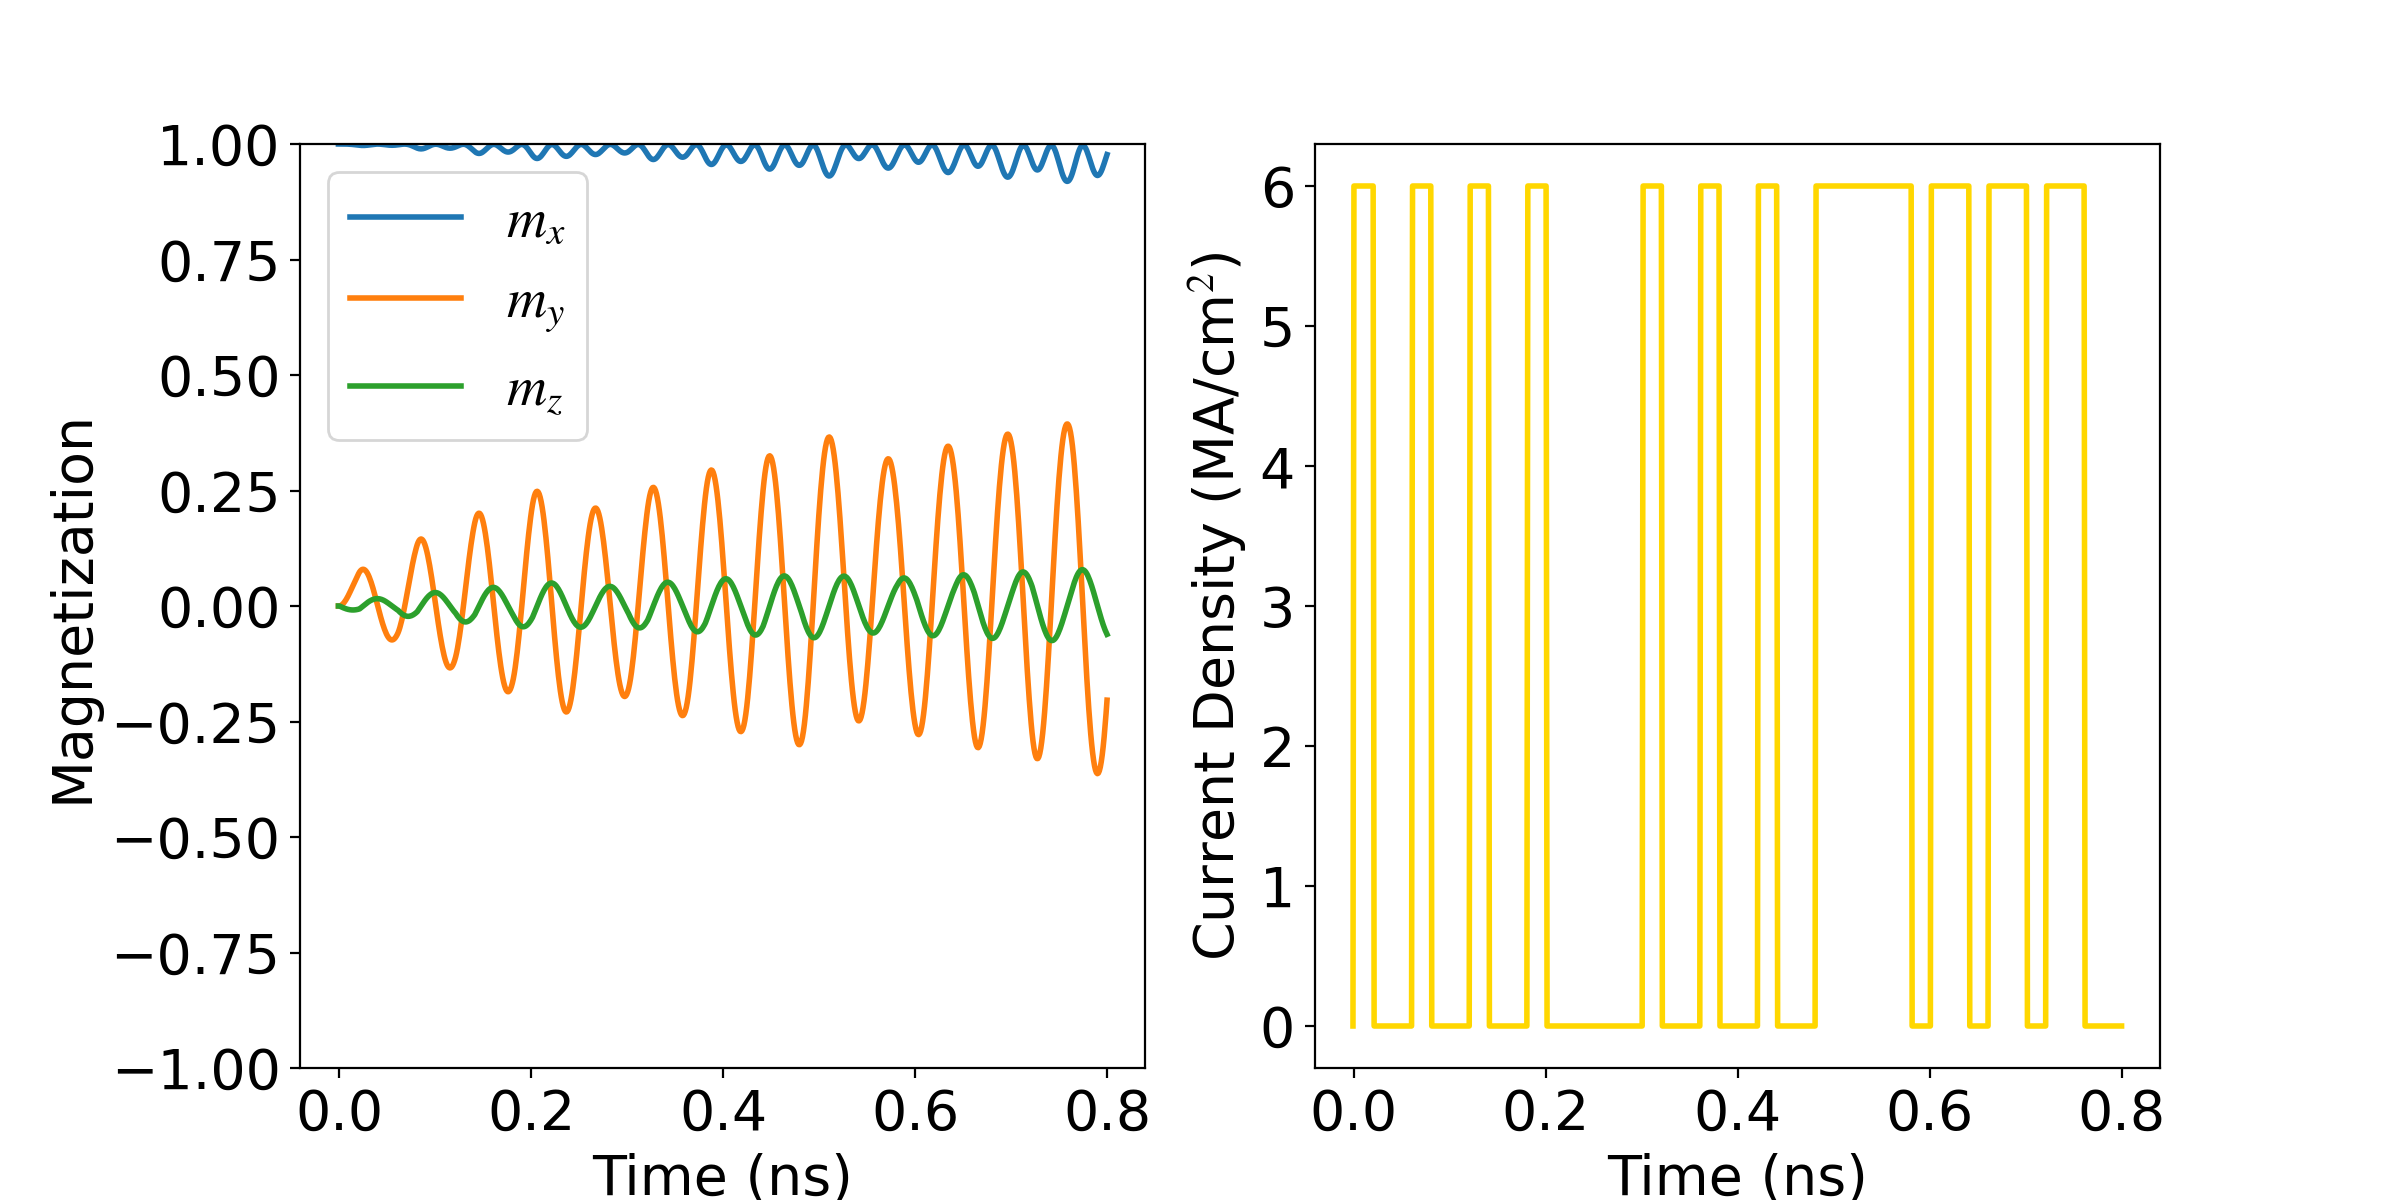 1.00
0.75
0.50
0.25
0.00
−0.25
−0.50
−0.75
−1.00
Magnetization
m_x
m_y
m_z
0.0 0.2 0.4 0.6 0.8
Time (ns)
6
5
4
3
2
1
0
Current Density (MA/cm²)
0.0 0.2 0.4 0.6 0.8
Time (ns)